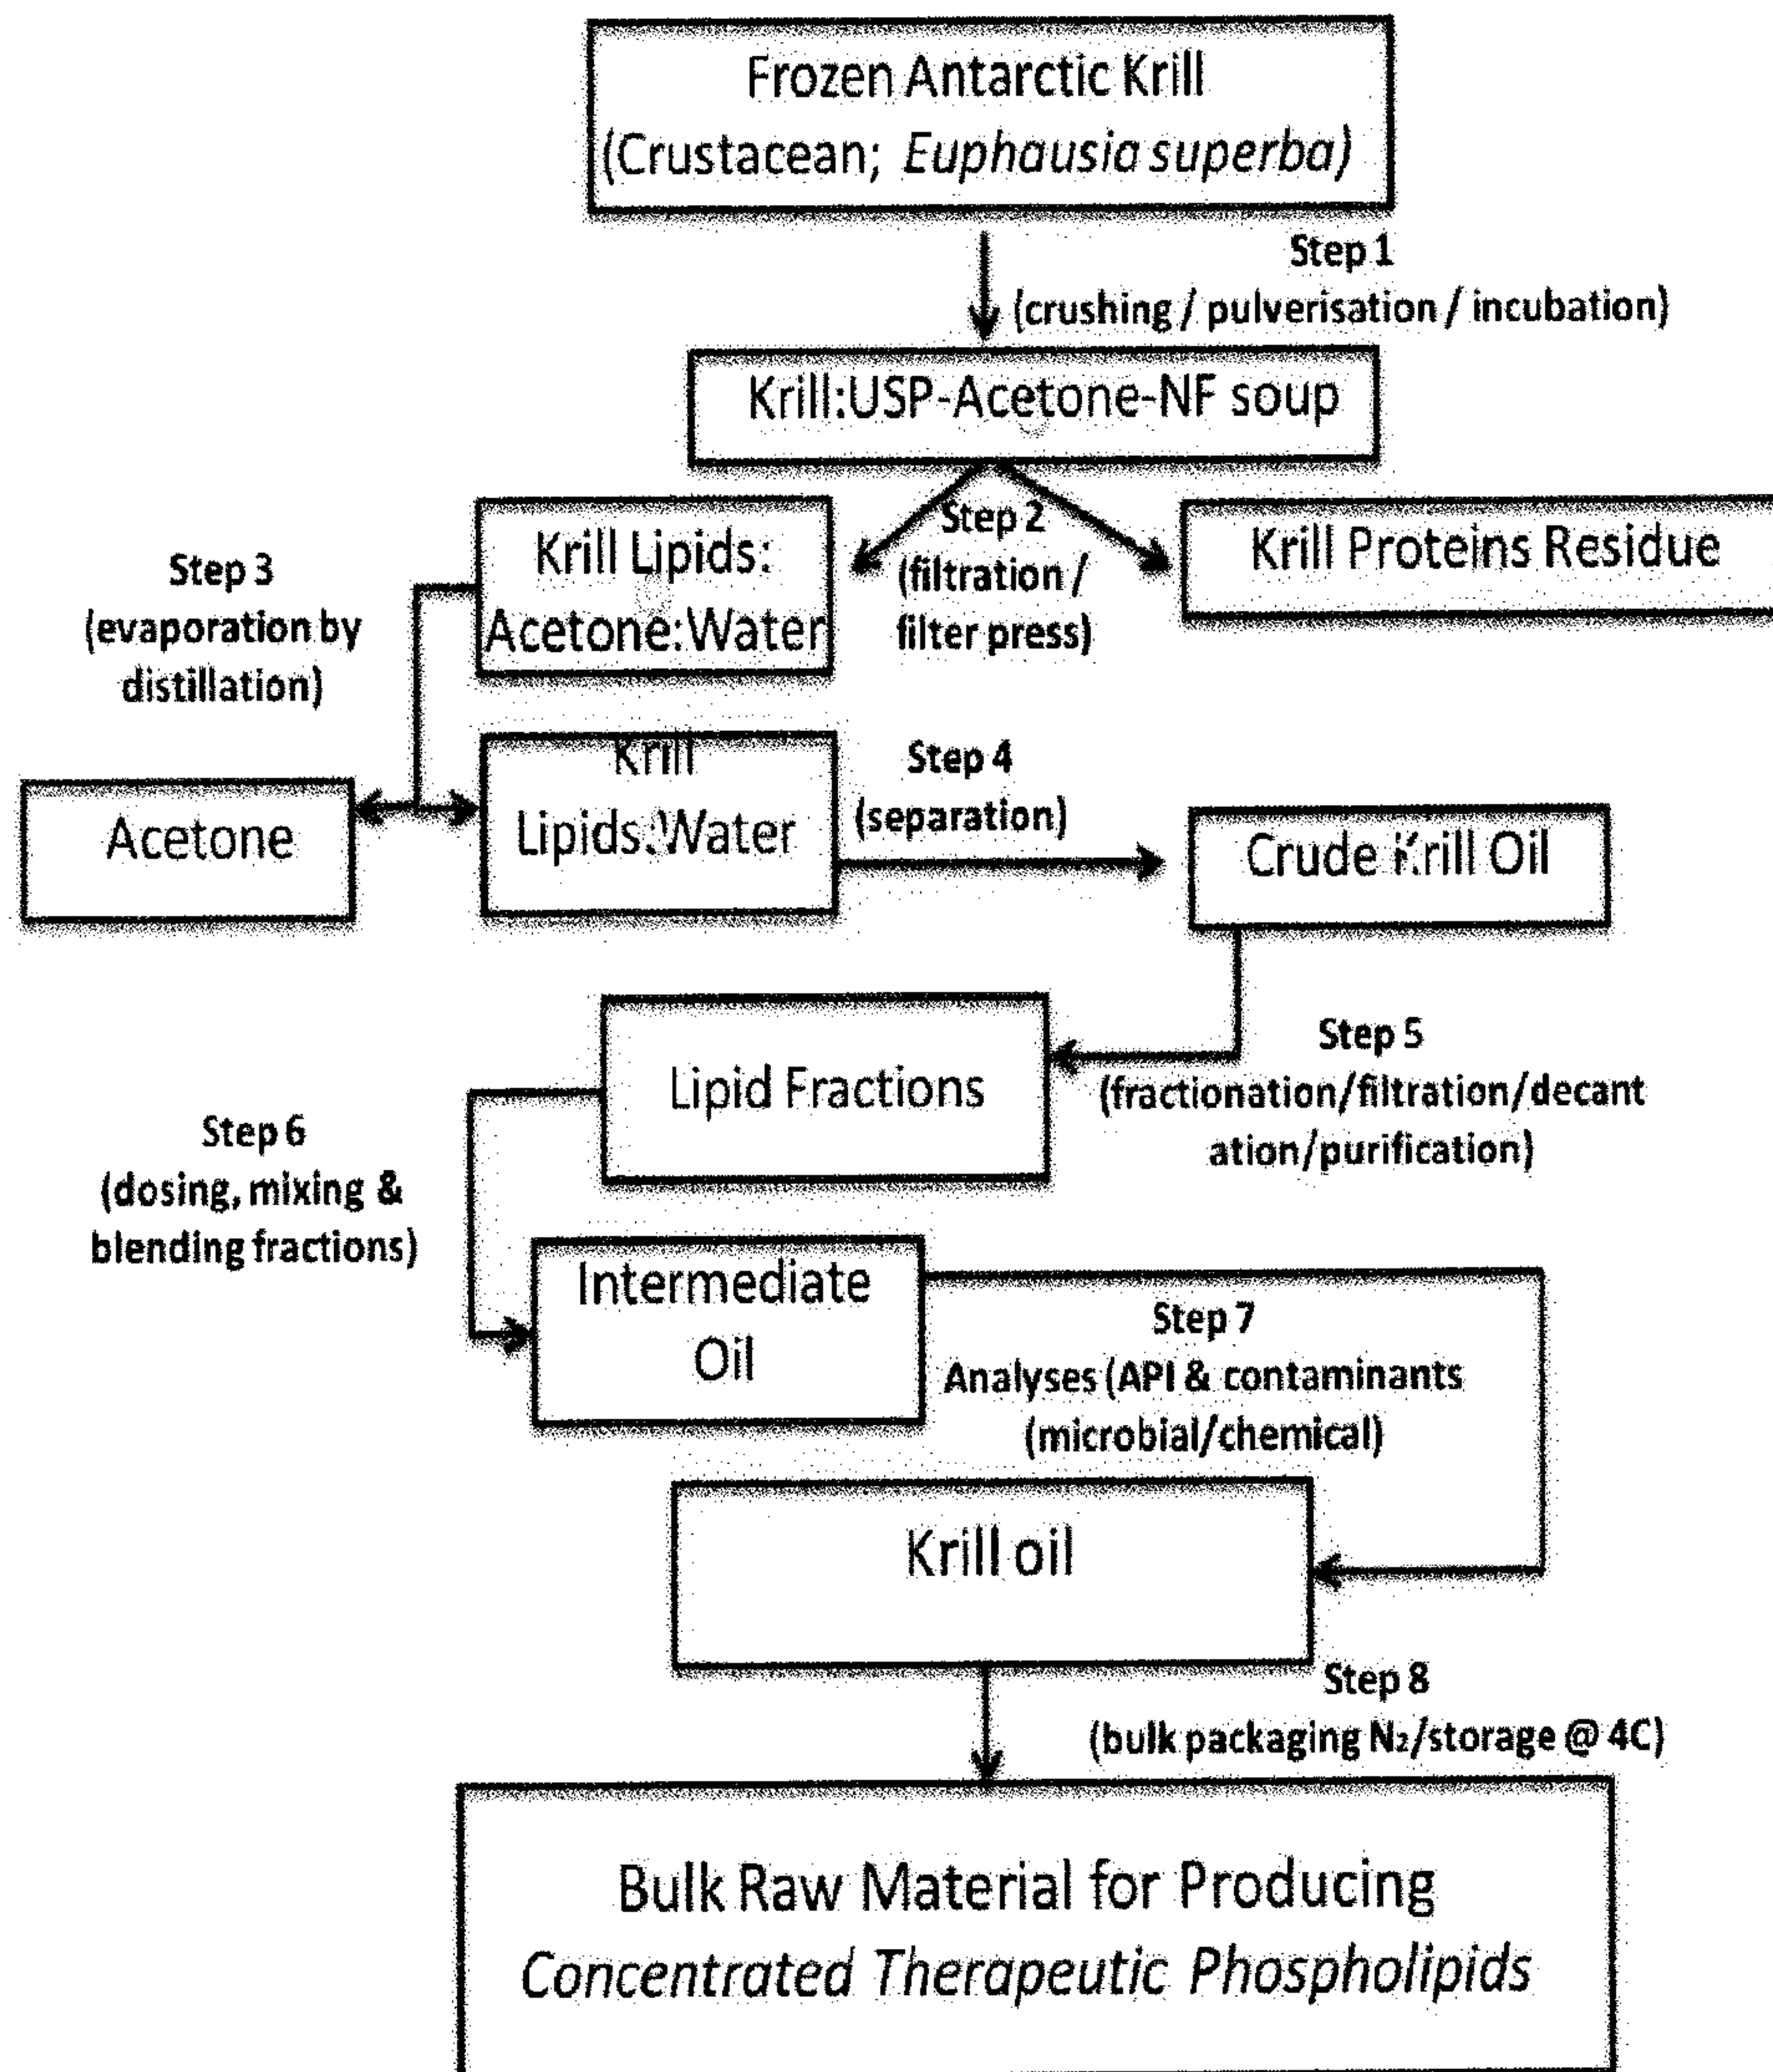 Frozen Antarctic Krill
(Crustacean; Euphausia superba)
Step 1
(crushing / pulverisation / incubation)
Krill:USP-Acetone-NF soup
Step 2
(filtration /
filter press)
Krill Lipids:
Acetone:Water
Krill Proteins Residue
Step 3
(evaporation by
distillation)
Acetone
Krill
Lipids:Water
Step 4
(separation)
Crude Krill Oil
Step 5
(fractionation/filtration/decant
ation/purification)
Lipid Fractions
Step 6
(dosing, mixing &
blending fractions)
Intermediate
Oil
Step 7
Analyses (API & contaminants
(microbial/chemical)
Krill oil
Step 8
(bulk packaging N₂/storage @ 4C)
Bulk Raw Material for Producing
Concentrated Therapeutic Phospholipids